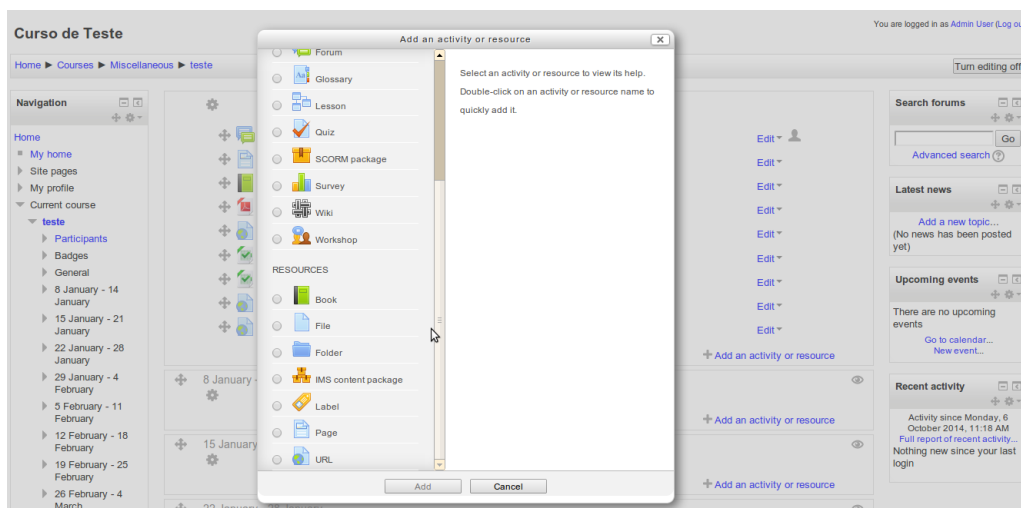 You are logged in as Admin User (Log ou
Curso de Teste
Home ► Courses ► Miscellaneous ► teste
Turn editing off
Navigation
Home
My home
Site pages
My profile
Current course
teste
Participants
Badges
General
8 January - 14
January
15 January - 21
January
22 January - 28
January
29 January - 4
February
5 February - 11
February
12 February - 18
February
19 February - 25
February
26 February - 4
March
Edit
Edit
Edit
Edit
Edit
Edit
Edit
Edit
Edit
Add an activity or resource
8 January -
Add an activity or resource
15 January
Add an activity or resource
22 January - 28 January
Add an activity or resource
Forum
Glossary
Lesson
Quiz
SCORM package
Survey
Wiki
Workshop
RESOURCES
Book
File
Folder
IMS content package
Label
Page
URL
Select an activity or resource to view its help.
Double-click on an activity or resource name to
quickly add it.
Add
Cancel
Search forums
Go
Advanced search
Latest news
Add a new topic...
(No news has been posted
yet)
Upcoming events
There are no upcoming
events
Go to calendar...
New event...
Recent activity
Activity since Monday, 6
October 2014, 11:18 AM
Full report of recent activity...
Nothing new since your last
login